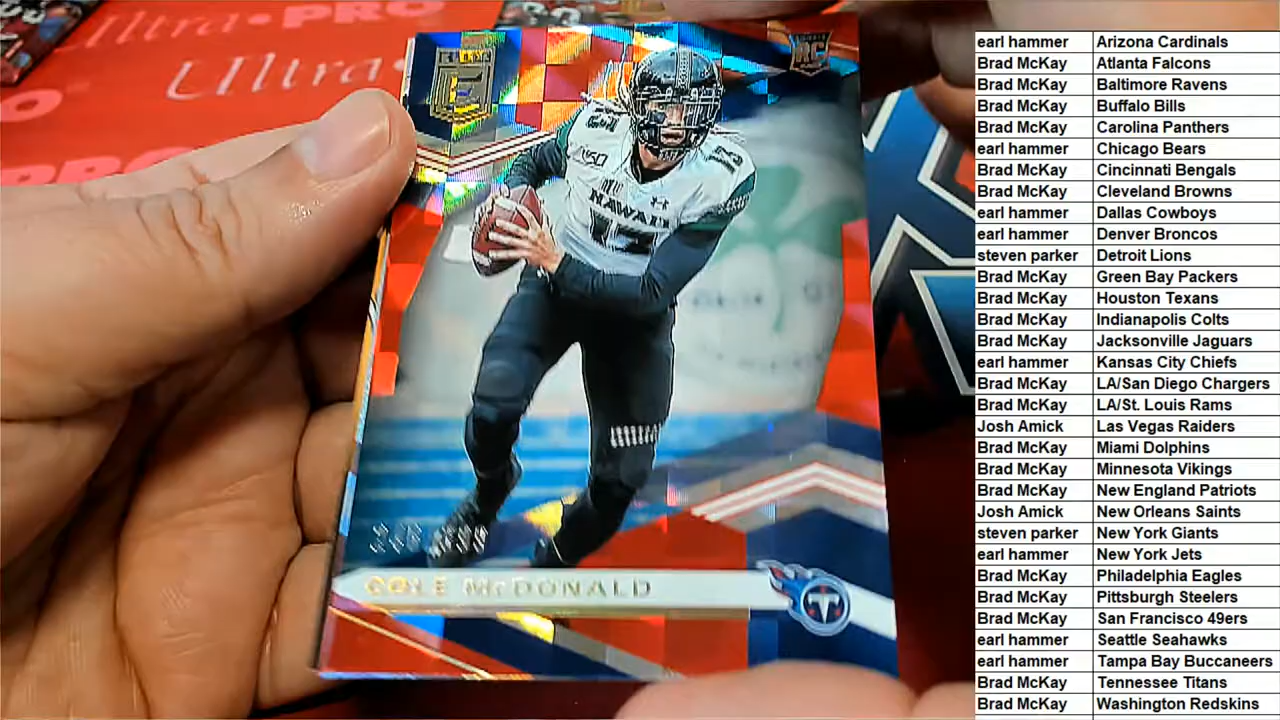 Ultra PRO
Ultra
PRO
ELITE
RC
13
13
150
HAWAI'I
13
COLE McDONALD
T
earl hammer Arizona Cardinals
Brad McKay Atlanta Falcons
Brad McKay Baltimore Ravens
Brad McKay Buffalo Bills
Brad McKay Carolina Panthers
earl hammer Chicago Bears
Brad McKay Cincinnati Bengals
Brad McKay Cleveland Browns
earl hammer Dallas Cowboys
earl hammer Denver Broncos
steven parker Detroit Lions
Brad McKay Green Bay Packers
Brad McKay Houston Texans
Brad McKay Indianapolis Colts
Brad McKay Jacksonville Jaguars
earl hammer Kansas City Chiefs
Brad McKay LA/San Diego Chargers
Brad McKay LA/St. Louis Rams
Josh Amick Las Vegas Raiders
Brad McKay Miami Dolphins
Brad McKay Minnesota Vikings
Brad McKay New England Patriots
Josh Amick New Orleans Saints
steven parker New York Giants
earl hammer New York Jets
Brad McKay Philadelphia Eagles
Brad McKay Pittsburgh Steelers
Brad McKay San Francisco 49ers
earl hammer Seattle Seahawks
earl hammer Tampa Bay Buccaneers
Brad McKay Tennessee Titans
Brad McKay Washington Redskins